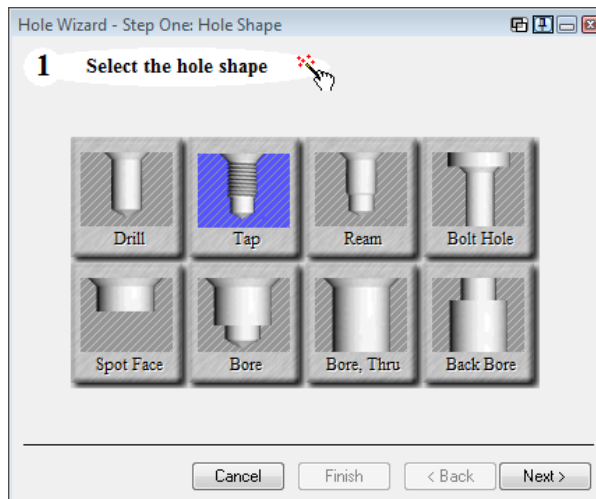 Hole Wizard - Step One: Hole Shape
1 Select the hole shape
Drill Tap Ream Bolt Hole
Spot Face Bore Bore, Thru Back Bore
Cancel Finish < Back Next >